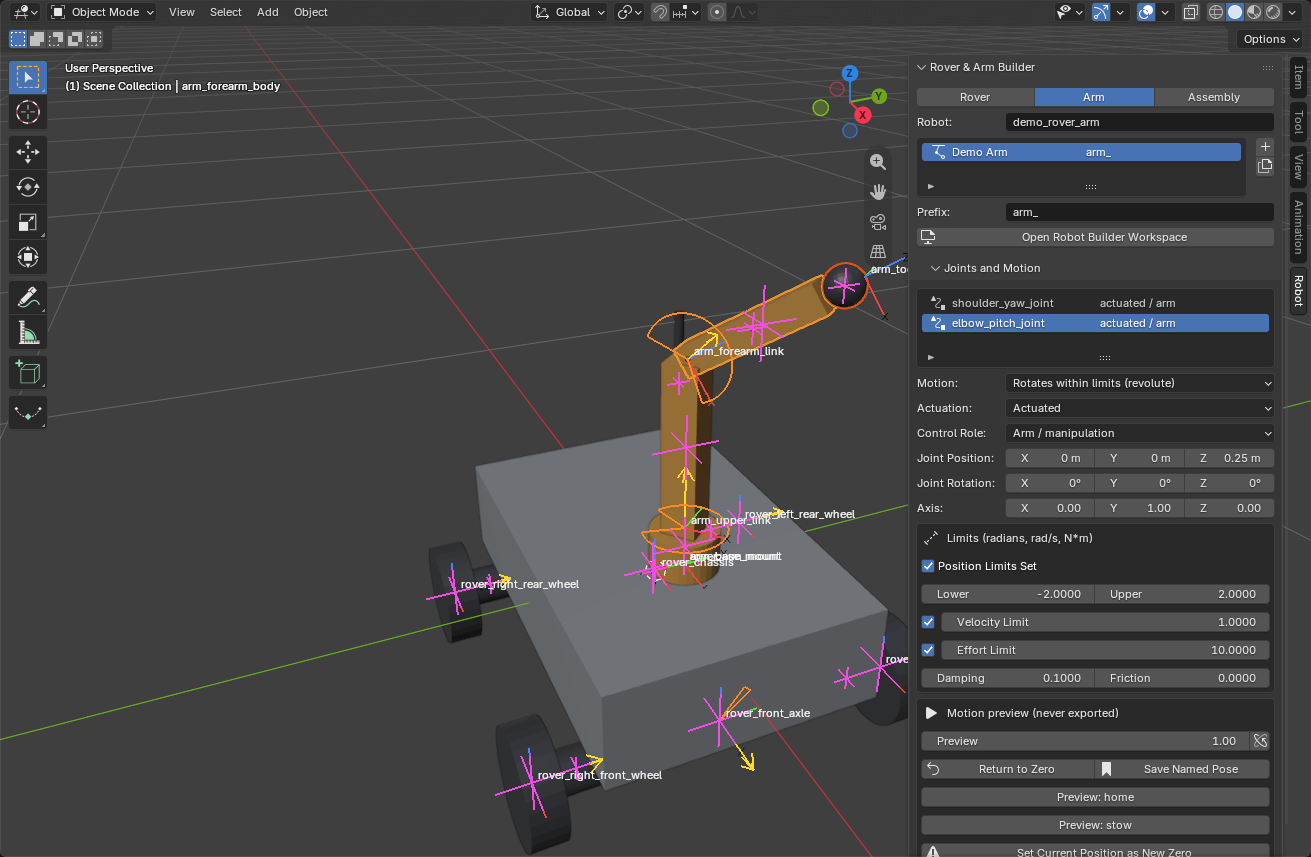 Object Mode View Select Add Object Global
Options
User Perspective
(1) Scene Collection | arm_forearm_body
Z
Y
X
arm_to
arm_forearm_link
rover_left_rear_wheel
arm_upper_link
rover_chassis
rover_right_rear_wheel
rove
rover_front_axle
rover_right_front_wheel
Rover & Arm Builder
Rover Arm Assembly
Robot: demo_rover_arm
Demo Arm arm_
Prefix: arm_
Open Robot Builder Workspace
Joints and Motion
shoulder_yaw_joint actuated / arm
elbow_pitch_joint actuated / arm
Motion: Rotates within limits (revolute)
Actuation: Actuated
Control Role: Arm / manipulation
Joint Position: X 0 m Y 0 m Z 0.25 m
Joint Rotation: X 0° Y 0° Z 0°
Axis: X 0.00 Y 1.00 Z 0.00
Limits (radians, rad/s, N*m)
Position Limits Set
Lower -2.0000 Upper 2.0000
Velocity Limit 1.0000
Effort Limit 10.0000
Damping 0.1000 Friction 0.0000
Motion preview (never exported)
Preview 1.00
Return to Zero Save Named Pose
Preview: home
Preview: stow
Set Current Position as New Zero
Item
Tool
View
Animation
Robot